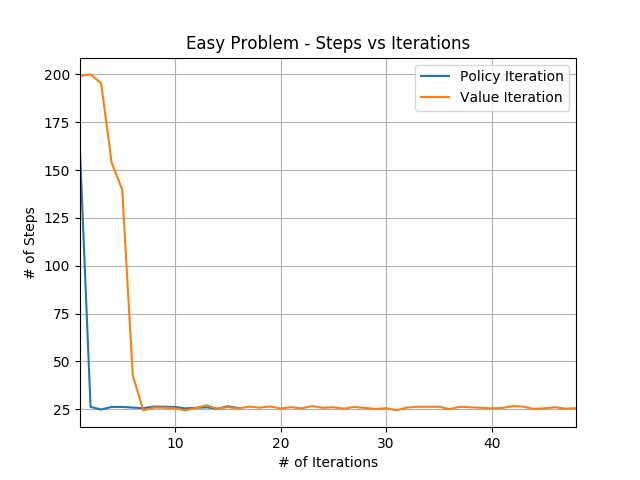 Easy Problem - Steps vs Iterations
Policy Iteration
Value Iteration
200
175
150
125
100
75
50
25
# of Steps
10
20
30
40
# of Iterations